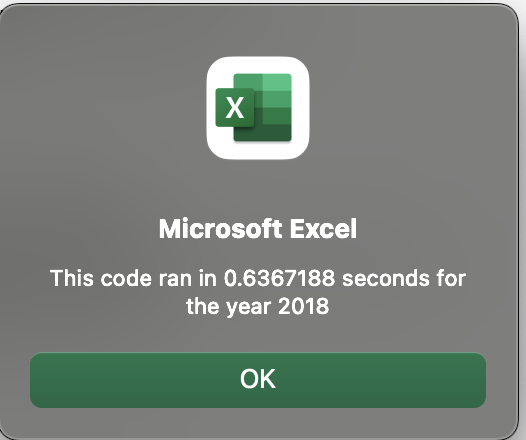 X
Microsoft Excel
This code ran in 0.6367188 seconds for
the year 2018
OK